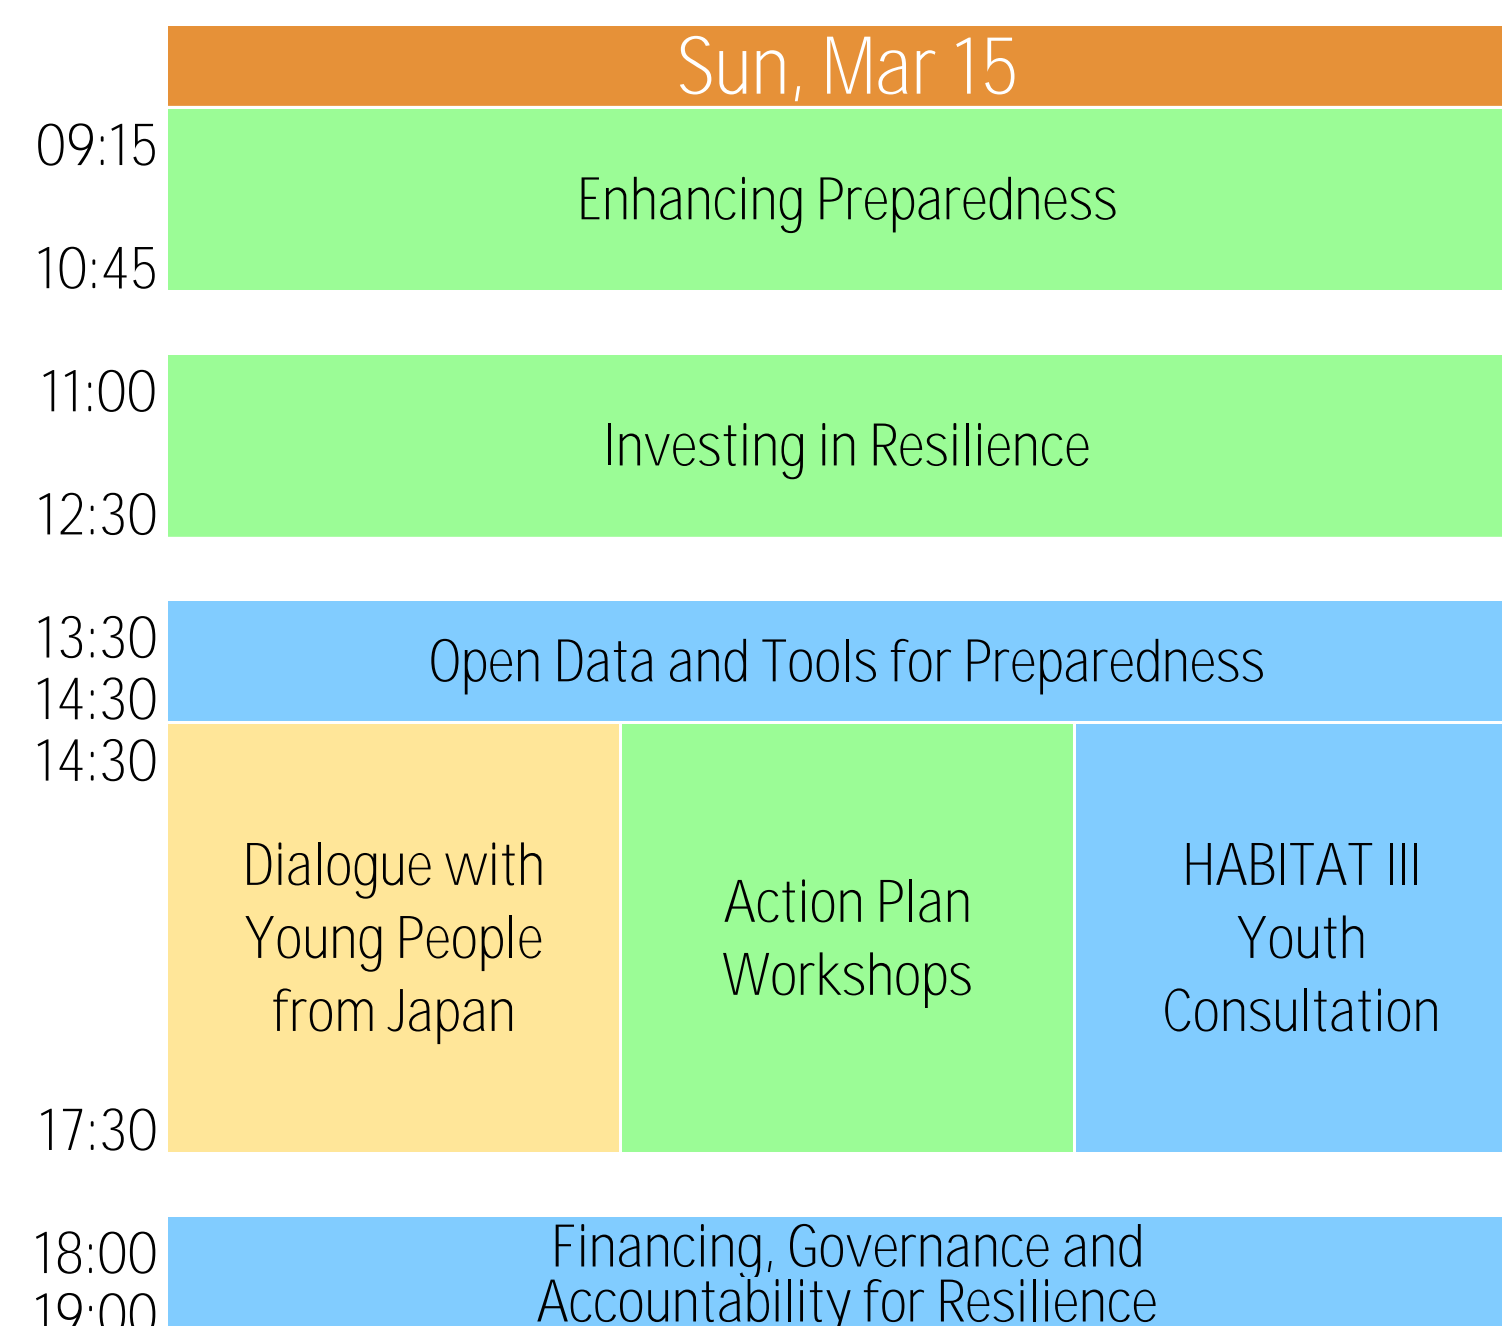 Sun, Mar 15
09:15
Enhancing Preparedness
10:45
11:00
Investing in Resilience
12:30
13:30
Open Data and Tools for Preparedness
14:30
14:30
Dialogue with
Young People
from Japan
Action Plan
Workshops
HABITAT III
Youth
Consultation
17:30
18:00
Financing, Governance and
Accountability for Resilience
19:00